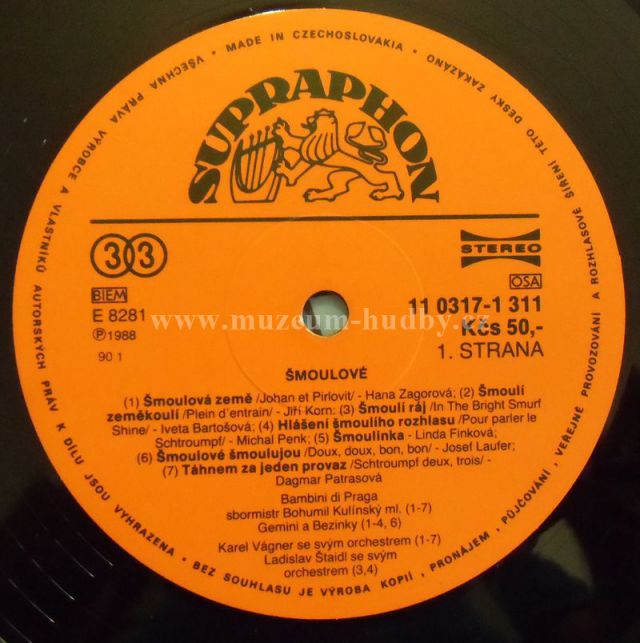 VŠECHNA PRÁVA VÝROBCE A VLASTNÍKŮ AUTORSKÝCH PRÁV K DÍLU JSOU VYHRAZENA • BEZ SOUHLASU JE VÝROBA KOPIÍ, PRONÁJEM, PŮJČOVÁNÍ, VEŘEJNÉ PROVOZOVÁNÍ A ROZHLASOVÉ ŠÍŘENÍ TÉTO DESKY ZAKÁZÁNO • MADE IN CZECHOSLOVAKIA •
SUPRAPHON
33
STEREO
BIEM
OSA
E 8281
11 0317-1 311
Ⓟ 1988
www.muzeum-hudby.cz
Kčs 50,-
90 1
1. STRANA
ŠMOULOVÉ
(1) Šmoulová země /Johan et Pirlovit/ - Hana Zagorová; (2) Šmoulí
zeměkoulí /Plein d'entrain/ - Jiří Korn: (3) Šmoulí ráj /In The Bright Smurf
Shine/ - Iveta Bartošová; (4) Hlášení šmoulího rozhlasu /Pour parler le
Schtroumpf/ - Michal Penk; (5) Šmoulinka - Linda Finková;
(6) Šmoulové šmoulujou /Doux, doux, bon, bon/ - Josef Laufer;
(7) Táhnem za jeden provaz /Schtroumpf deux, trois/ -
Dagmar Patrasová
Bambini di Praga
sbormistr Bohumil Kulínský ml. (1-7)
Gemini a Bezinky (1-4, 6)
Karel Vágner se svým orchestrem (1-7)
Ladislav Štaidl se svým
orchestrem (3,4)